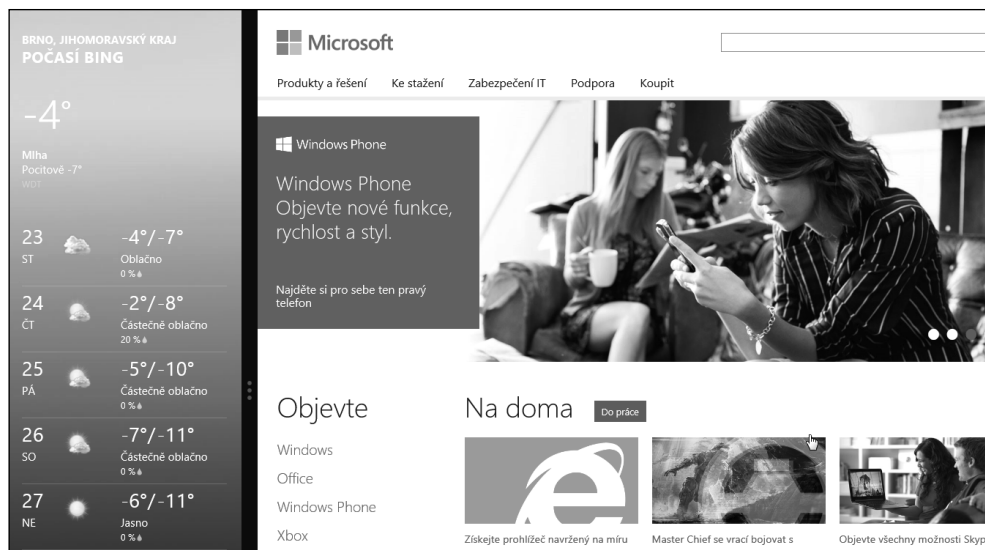 BRNO, JIHOMORAVSKÝ KRAJ
POČASÍ BING
-4°
Mlha
Pocitově -7°
WDT
23
-4°/-7°
ST
Oblačno
0 %
24
-2°/-8°
ČT
Částečně oblačno
20 %
25
-5°/-10°
PÁ
Částečně oblačno
0 %
26
-7°/-11°
SO
Částečně oblačno
0 %
27
-6°/-11°
NE
Jasno
0 %
Microsoft
Produkty a řešení Ke stažení Zabezpečení IT Podpora Koupit
Windows Phone
Windows Phone
Objevte nové funkce,
rychlost a styl.
Najděte si pro sebe ten pravý
telefon
Objevte
Windows
Office
Windows Phone
Xbox
Na doma Do práce
Získejte prohlížeč navržený na míru
Master Chief se vrací bojovat s
Objevte všechny možnosti Skyp